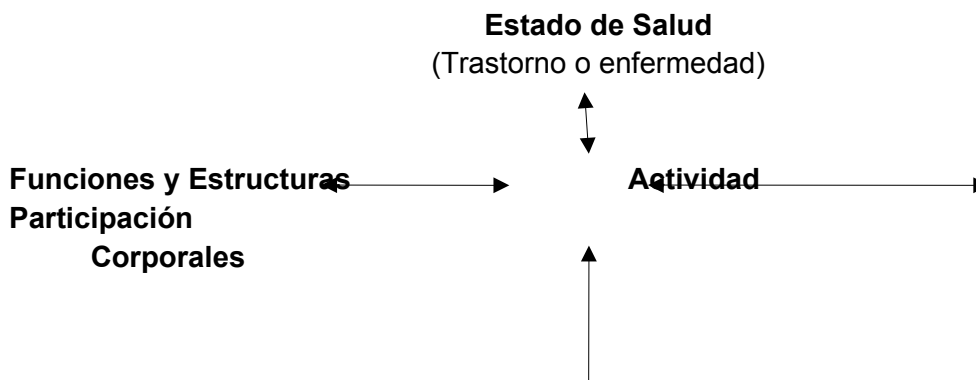 Estado de Salud
(Trastorno o enfermedad)
Funciones y Estructuras Actividad
Participación
Corporales